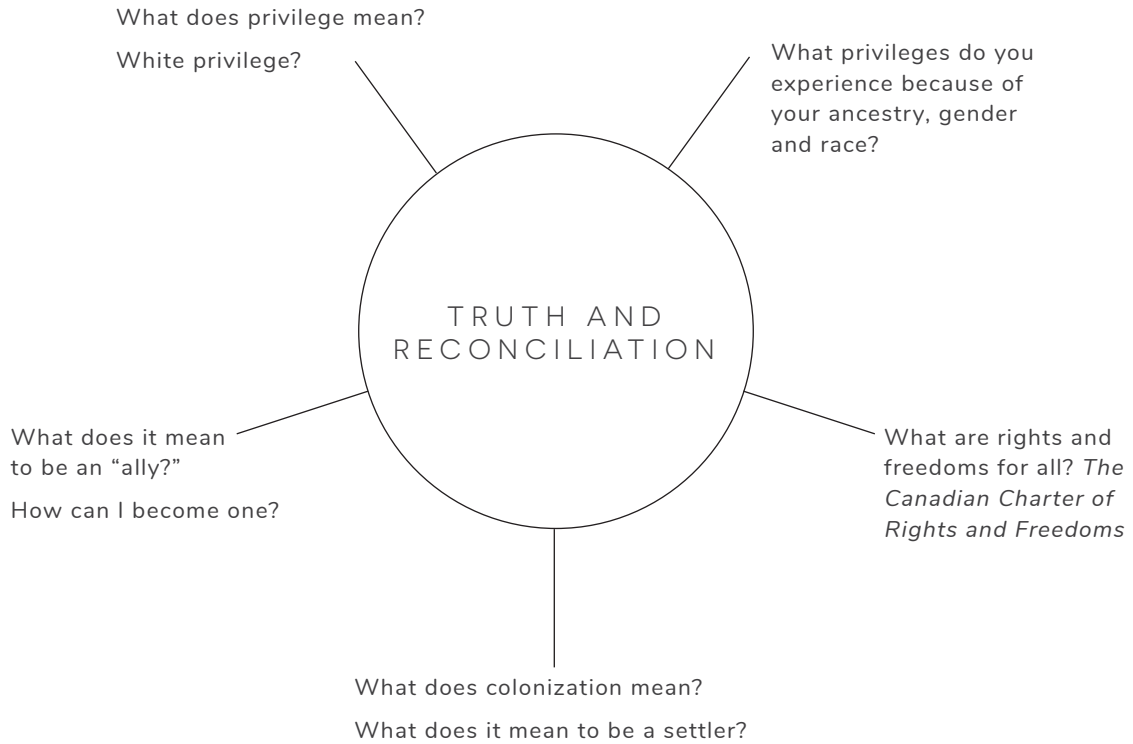 What does privilege mean?
White privilege?
What privileges do you
experience because of
your ancestry, gender
and race?
TRUTH AND
RECONCILIATION
What does it mean
to be an “ally?”
How can I become one?
What are rights and
freedoms for all? The
Canadian Charter of
Rights and Freedoms
What does colonization mean?
What does it mean to be a settler?